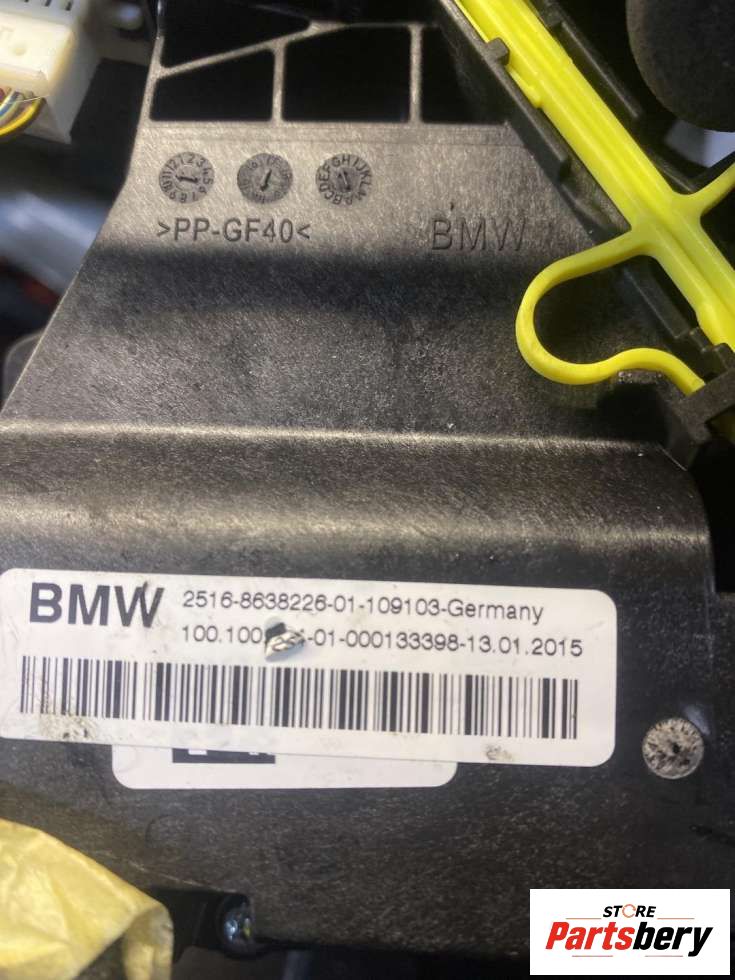 >PP-GF40<
BMW
BMW
2516-8638226-01-109103-Germany
-01-000133398-13.01.2015
STORE
Partsbery